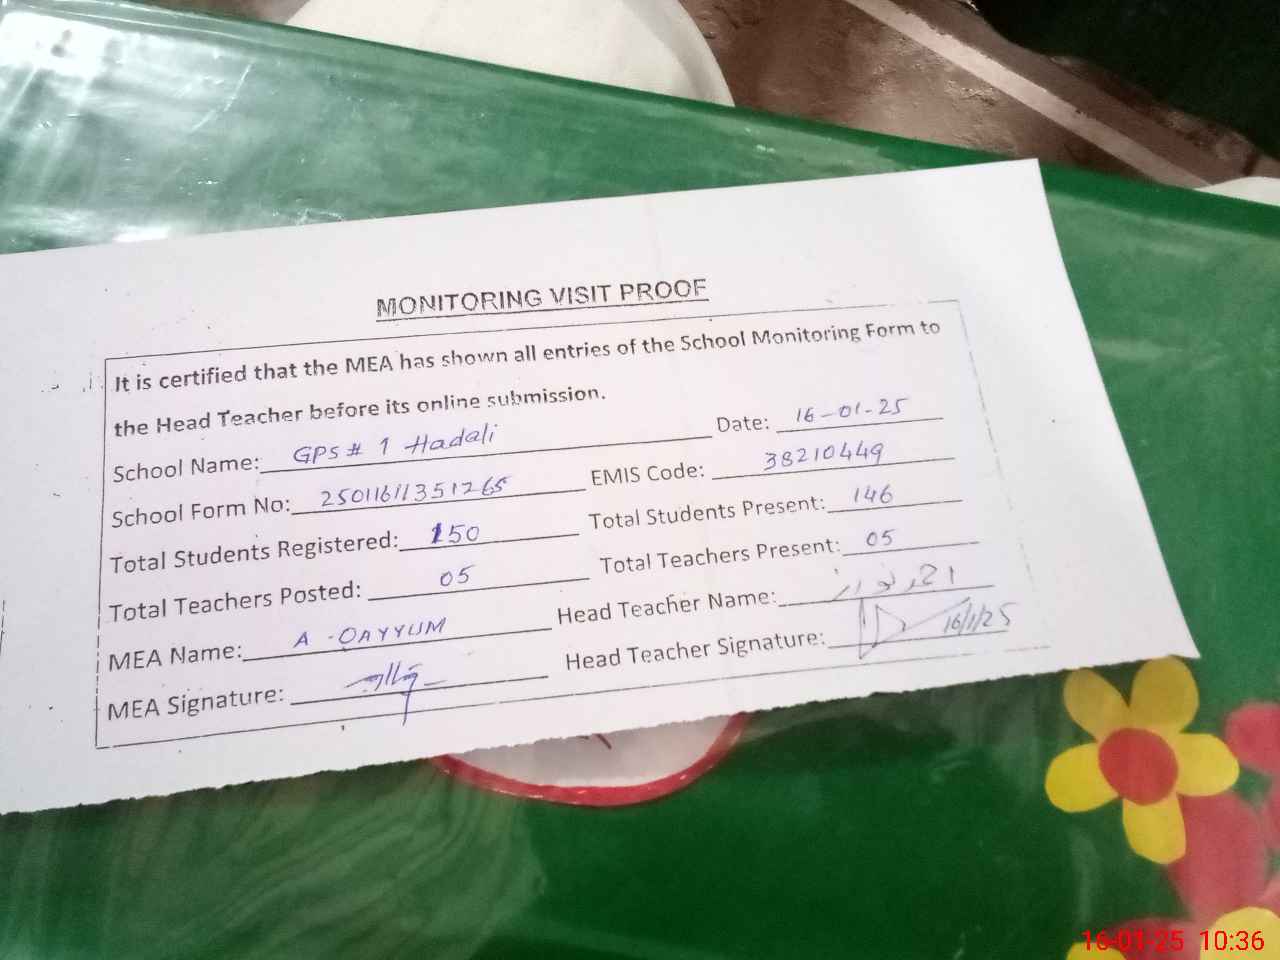 MONITORING VISIT PROOF
It is certified that the MEA has shown all entries of the School Monitoring Form to
the Head Teacher before its online submission.
School Name: GPS # 1 Hadali Date: 16-01-25
School Form No: 25011611351265 EMIS Code: 38210449
Total Students Registered: 150 Total Students Present: 146
Total Teachers Posted: 05 Total Teachers Present: 05
MEA Name: A-QAYYUM Head Teacher Name:
MEA Signature: Head Teacher Signature: 16/1/25
16-01-25 10:36